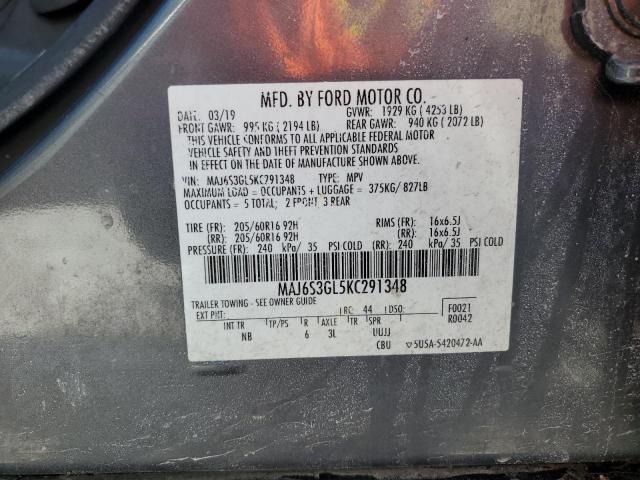 MFD. BY FORD MOTOR CO.
DATE: 03/19 GVWR: 1929 KG ( 4253 LB)
FRONT GAWR: 995 KG ( 2194 LB) REAR GAWR: 940 KG ( 2072 LB)
THIS VEHICLE CONFORMS TO ALL APPLICABLE FEDERAL MOTOR
VEHICLE SAFETY AND THEFT PREVENTION STANDARDS
IN EFFECT ON THE DATE OF MANUFACTURE SHOWN ABOVE.
VIN: MAJ6S3GL5KC291348 TYPE: MPV
MAXIMUM LOAD = OCCUPANTS + LUGGAGE = 375KG/ 827LB
OCCUPANTS = 5 TOTAL; 2 FRONT, 3 REAR
TIRE (FR): 205/60R16 92H RIMS (FR): 16x6.5J
(RR): 205/60R16 92H (RR): 16x6.5J
PRESSURE (FR): 240 kPa/ 35 PSI COLD (RR): 240 kPa/ 35 PSI COLD
MAJ6S3GL5KC291348
TRAILER TOWING - SEE OWNER GUIDE
EXT PNT: RC: 44 DSO: F0021
R0042
INT TR TP/PS R AXLE TR SPR
NB 6 3L UUJJ
CBU 5USA-5420472-AA